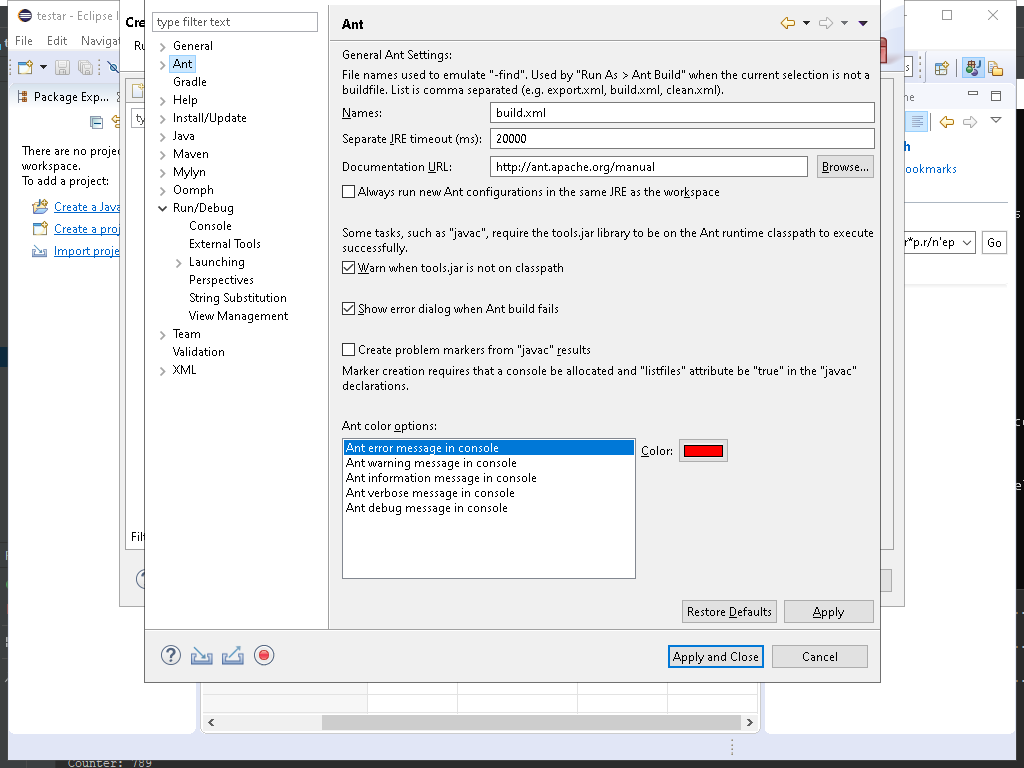 testar - Eclipse I
File Edit Navigat
Package Exp...
There are no projec
workspace.
To add a project:
Create a Java
Create a proj
Import proje
Cre
Ru
ty
Filt
type filter text
General
Ant
Gradle
Help
Install/Update
Java
Maven
Mylyn
Oomph
Run/Debug
Console
External Tools
Launching
Perspectives
String Substitution
View Management
Team
Validation
XML
Ant
General Ant Settings:
File names used to emulate "-find". Used by "Run As > Ant Build" when the current selection is not a
buildfile. List is comma separated (e.g. export.xml, build.xml, clean.xml).
Names: build.xml
Separate JRE timeout (ms): 20000
Documentation URL: http://ant.apache.org/manual Browse...
Always run new Ant configurations in the same JRE as the workspace
Some tasks, such as "javac", require the tools.jar library to be on the Ant runtime classpath to execute
successfully.
Warn when tools.jar is not on classpath
Show error dialog when Ant build fails
Create problem markers from "javac" results
Marker creation requires that a console be allocated and "listfiles" attribute be "true" in the "javac"
declarations.
Ant color options:
Ant error message in console
Ant warning message in console
Ant information message in console
Ant verbose message in console
Ant debug message in console
Color:
Restore Defaults Apply
Apply and Close Cancel
ne
h
ookmarks
r*p.r/n'ep Go
Counter: 789